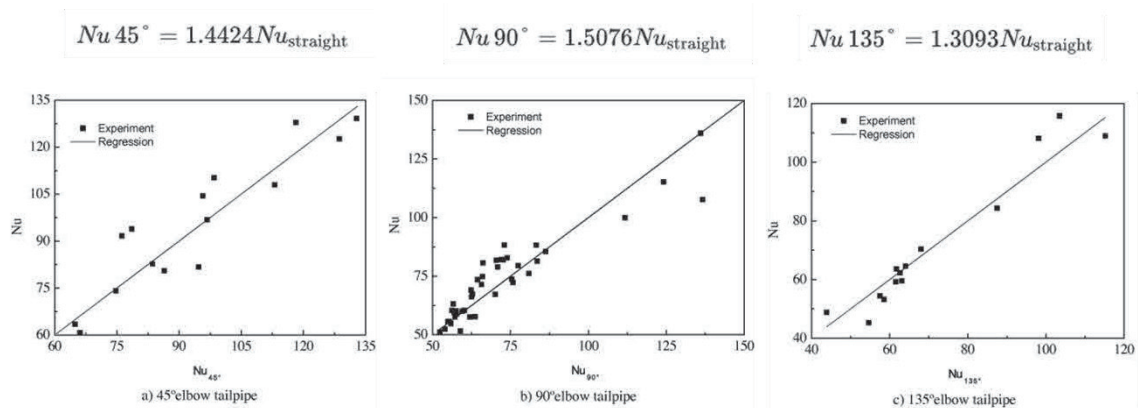 Nu 45° = 1.4424Nu_straight
Nu 90° = 1.5076Nu_straight
Nu 135° = 1.3093Nu_straight
135
120
105
90
75
60
Nu
Experiment
Regression
60 75 90 105 120 135
Nu45°
a) 45°elbow tailpipe
150
125
100
75
50
Nu
Experiment
Regression
50 75 100 125 150
Nu90°
b) 90°elbow tailpipe
120
100
80
60
40
Nu
Experiment
Regression
40 60 80 100 120
Nu135°
c) 135°elbow tailpipe